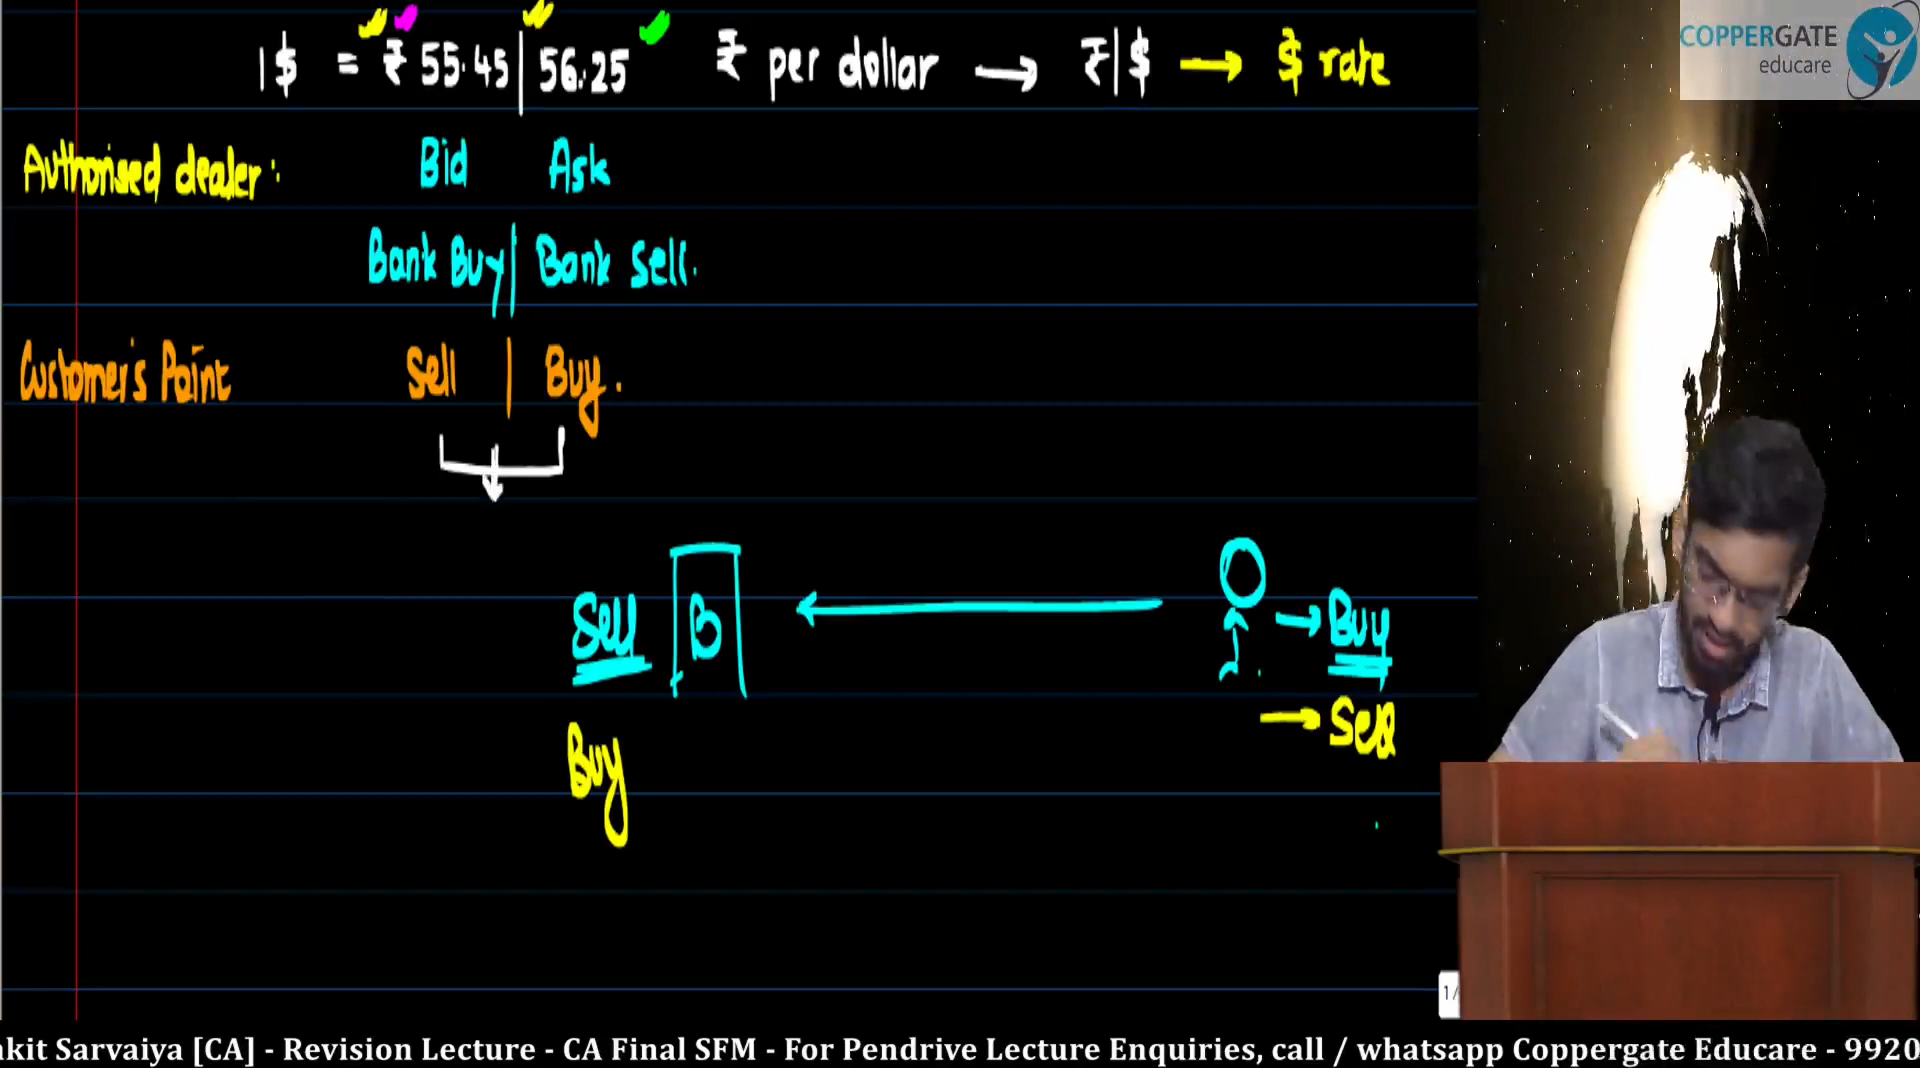 1$ = ₹ 55.45 | 56.25 ₹ per dollar → ₹|$ → $ rate
COPPERGATE
educare
Authorised dealer: Bid Ask
Bank Buy | Bank Sell.
Customer's Point Sell | Buy.
Sell B → Buy
→ Sell
Buy
1/
nkit Sarvaiya [CA] - Revision Lecture - CA Final SFM - For Pendrive Lecture Enquiries, call / whatsapp Coppergate Educare - 9920